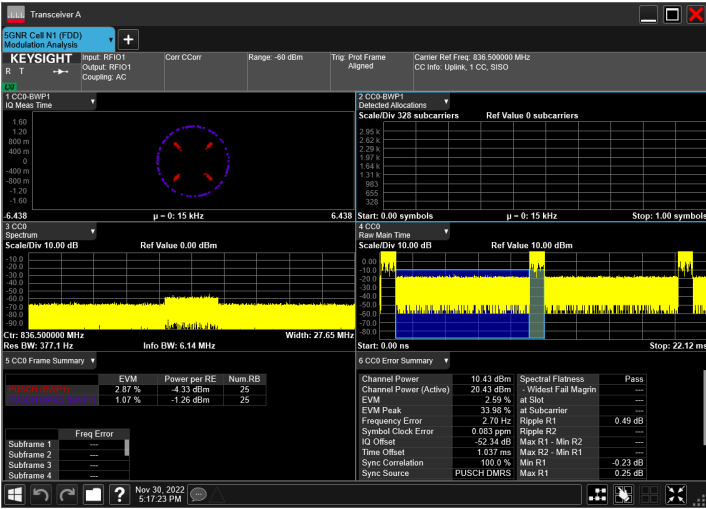 Transceiver A
5GNR Cell N1 (FDD)
Modulation Analysis
KEYSIGHT
R T
LXI
Input: RFIO1
Output: RFIO1
Coupling: AC
Corr CCorr
Range: -60 dBm
Trig: Prot Frame
Aligned
Carrier Ref Freq: 836.500000 MHz
CC Info: Uplink, 1 CC, SISO
1 CC0-BWP1
IQ Meas Time
1.60
1.20
800 m
400 m
0
-400 m
-800 m
-1.20
-1.60
-6.438
µ = 0: 15 kHz
6.438
2 CC0-BWP1
Detected Allocations
Scale/Div 328 subcarriers
Ref Value 0 subcarriers
2.95 k
2.62 k
2.29 k
1.97 k
1.64 k
1.31 k
983
655
328
Start: 0.00 symbols
µ = 0: 15 kHz
Stop: 1.00 symbols
3 CC0
Spectrum
Scale/Div 10.00 dB
Ref Value 0.00 dBm
-10.0
-20.0
-30.0
-40.0
-50.0
-60.0
-70.0
-80.0
-90.0
Ctr: 836.500000 MHz
Width: 27.65 MHz
Res BW: 377.1 Hz
Info BW: 6.14 MHz
4 CC0
Raw Main Time
Scale/Div 10.00 dB
Ref Value 10.00 dBm
0.00
-10.0
-20.0
-30.0
-40.0
-50.0
-60.0
-70.0
-80.0
Start: 0.00 ns
Stop: 22.12 ms
5 CC0 Frame Summary
EVM Power per RE Num.RB
2.87 % -4.33 dBm 25
1.07 % -1.26 dBm 25
Freq Error
Subframe 1 ---
Subframe 2 ---
Subframe 3 ---
Subframe 4 ---
6 CC0 Error Summary
Channel Power 10.43 dBm Spectral Flatness Pass
Channel Power (Active) 20.43 dBm - Widest Fail Magrin ---
EVM 2.59 % at Slot ---
EVM Peak 33.98 % at Subcarrier ---
Frequency Error 2.70 Hz Ripple R1 0.49 dB
Symbol Clock Error 0.083 ppm Ripple R2 ---
IQ Offset -52.34 dB Max R1 - Min R2 ---
Time Offset 1.037 ms Max R2 - Min R1 ---
Sync Correlation 100.0 % Min R1 -0.23 dB
Sync Source PUSCH DMRS Max R1 0.25 dB
Nov 30, 2022
5:17:23 PM